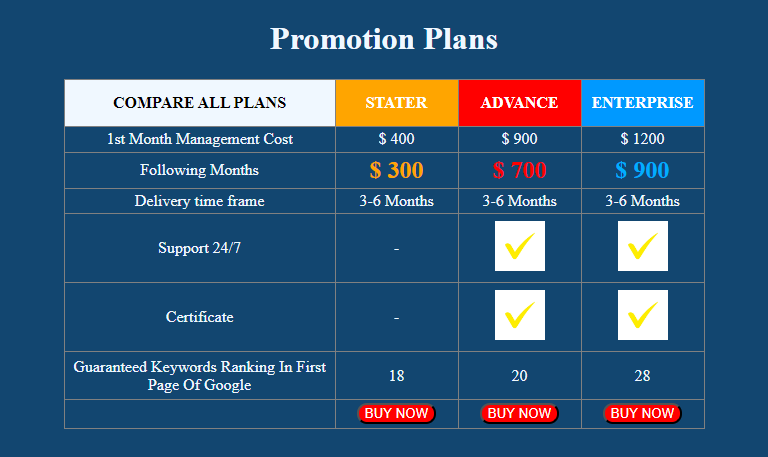 Promotion Plans
COMPARE ALL PLANS STATER ADVANCE ENTERPRISE
1st Month Management Cost $ 400 $ 900 $ 1200
Following Months $ 300 $ 700 $ 900
Delivery time frame 3-6 Months 3-6 Months 3-6 Months
Support 24/7 -
Certificate -
Guaranteed Keywords Ranking In First
Page Of Google 18 20 28
BUY NOW BUY NOW BUY NOW